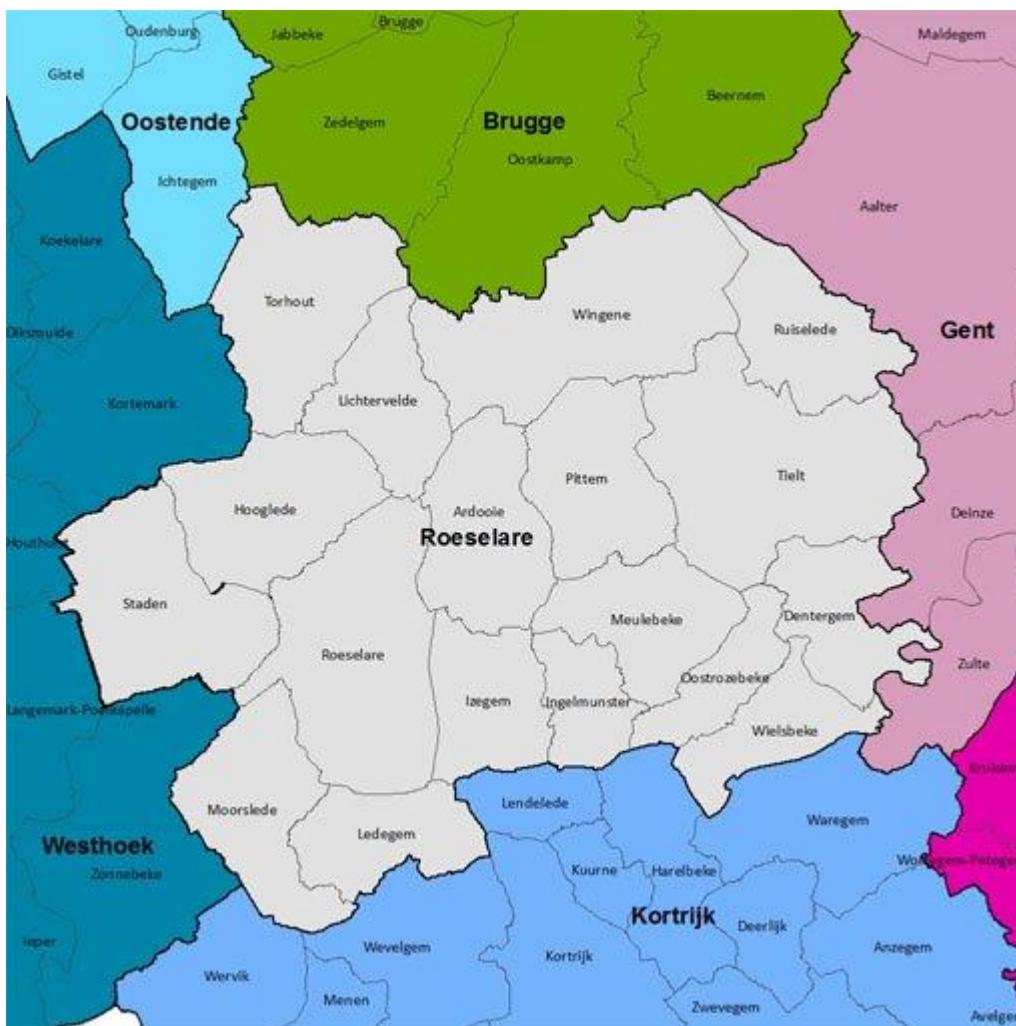 Oudenburg
Jabbeke
Brugge
Maldegem
Gistel
Beernem
Oostende
Zedelgem
Brugge
Oostkamp
Ichtegem
Aalter
Koekelare
Torhout
Wingene
Ruiselede
Gent
Diksmuide
Kortemark
Lichtervelde
Hooglede
Ardooie
Pittem
Tielt
Deinze
Roeselare
Staden
Meulebeke
Dentergem
Roeselare
Zulte
Izegem
Ingelmunster
Oostrozebeke
Langemark-Poelkapelle
Wielsbeke
Moorslede
Ledegem
Lendelede
Waregem
Westhoek
Zonnebeke
Kuurne
Harelbeke
Kortrijk
Deerlijk
Ieper
Wevelgem
Kortrijk
Anzegem
Wervik
Menen
Zwevegem